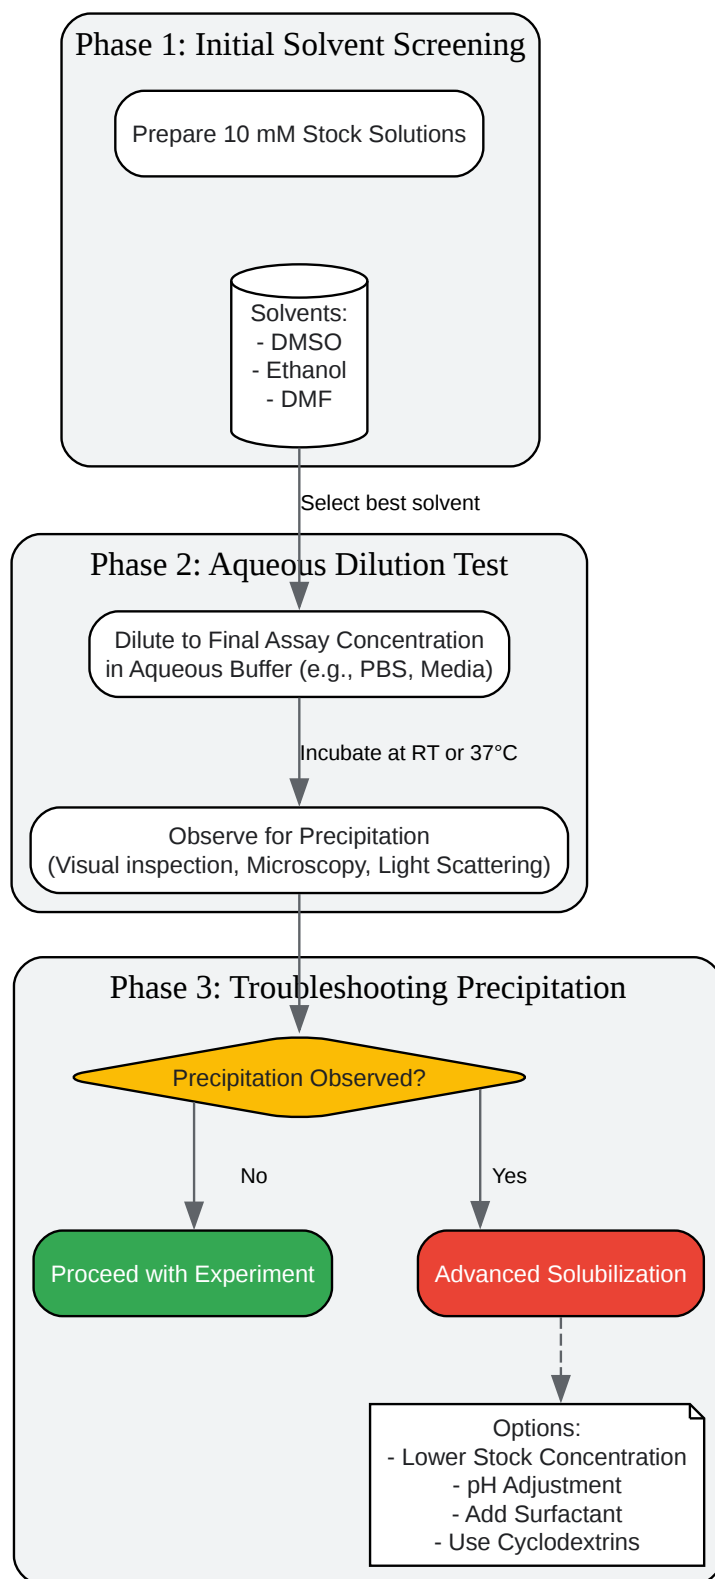 Phase 1: Initial Solvent Screening
Prepare 10 mM Stock Solutions
Solvents:
- DMSO
- Ethanol
- DMF
Select best solvent
Phase 2: Aqueous Dilution Test
Dilute to Final Assay Concentration
in Aqueous Buffer (e.g., PBS, Media)
Incubate at RT or 37°C
Observe for Precipitation
(Visual inspection, Microscopy, Light Scattering)
Phase 3: Troubleshooting Precipitation
Precipitation Observed?
No
Yes
Proceed with Experiment
Advanced Solubilization
Options:
- Lower Stock Concentration
- pH Adjustment
- Add Surfactant
- Use Cyclodextrins